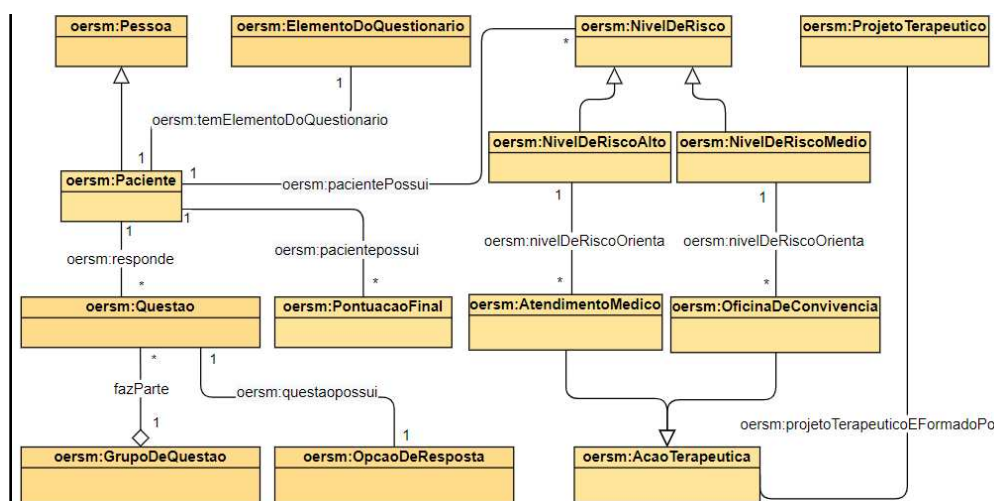 oersm:Pessoa
oersm:ElementoDoQuestionario
oersm:NivelDeRisco
oersm:ProjetoTerapeutico
*
1
oersm:temElementoDoQuestionario
oersm:NivelDeRiscoAlto
oersm:NivelDeRiscoMedio
1
1
oersm:Paciente
oersm:pacientePossui
1
1
1
1
oersm:responde
oersm:pacientepossui
oersm:nivelDeRiscoOrienta
oersm:nivelDeRiscoOrienta
*
*
*
*
oersm:Questao
oersm:PontuacaoFinal
oersm:AtendimentoMedico
oersm:OficinaDeConvivencia
*
1
fazParte
oersm:questaopossui
1
1
oersm:projetoTerapeuticoEFormadoPo
oersm:GrupoDeQuestao
oersm:OpcaoDeResposta
oersm:AcaoTerapeutica